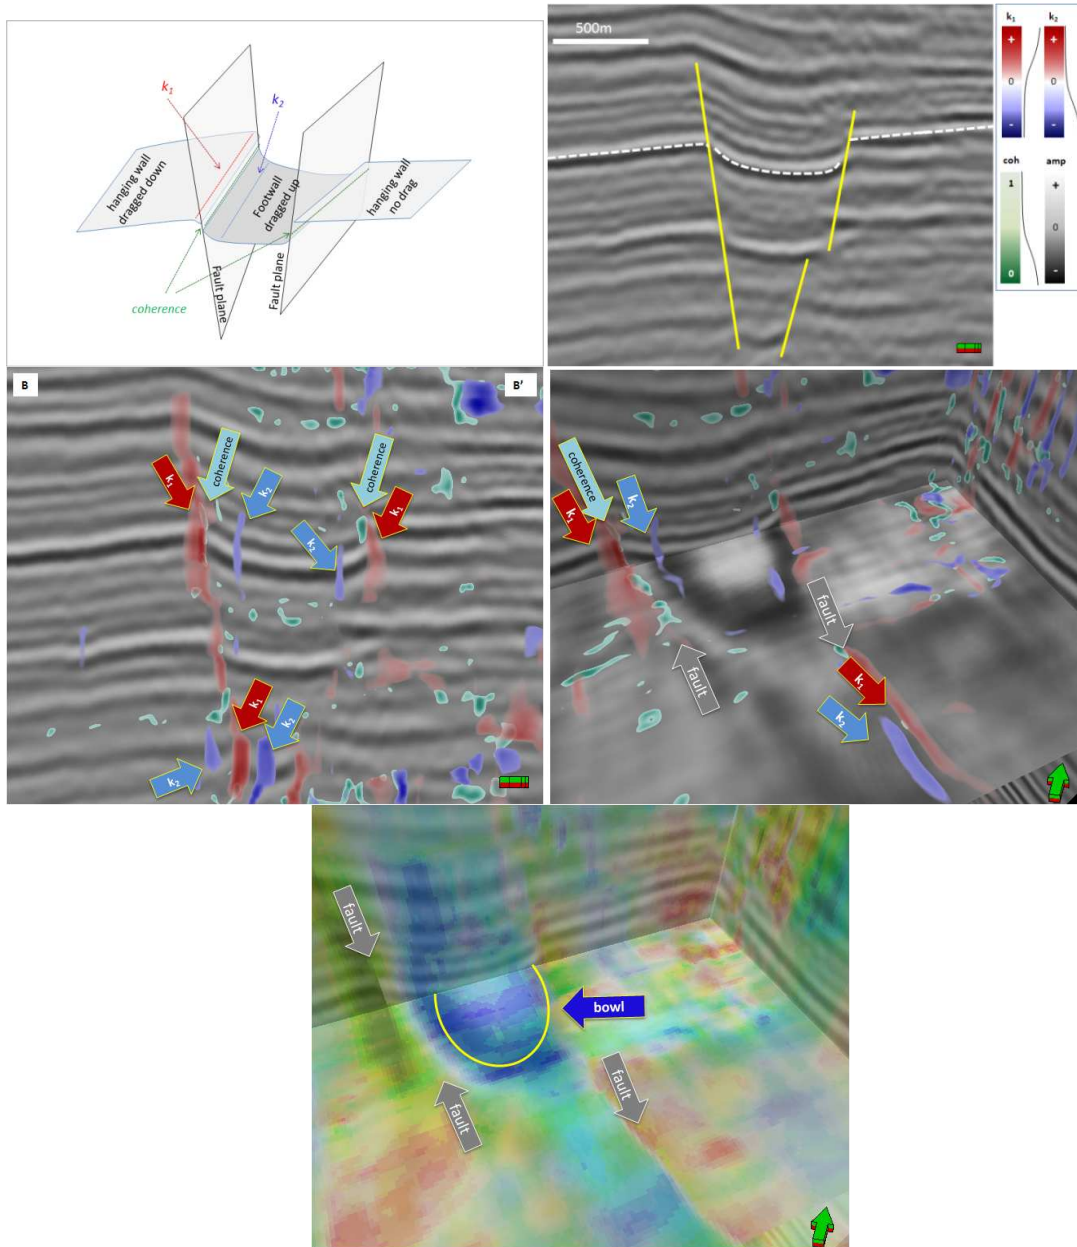 k1
k2
hanging wall
dragged down
Footwall
dragged up
hanging wall
no drag
Fault plane
Fault plane
coherence
500m
k1
k2
+
+
0
0
-
-
coh
amp
1
+
0
0
-
B
B'
k1
coherence
k2
coherence
k2
k1
k1
k2
k2
coherence
k1
k2
fault
fault
k1
k2
fault
bowl
fault
fault